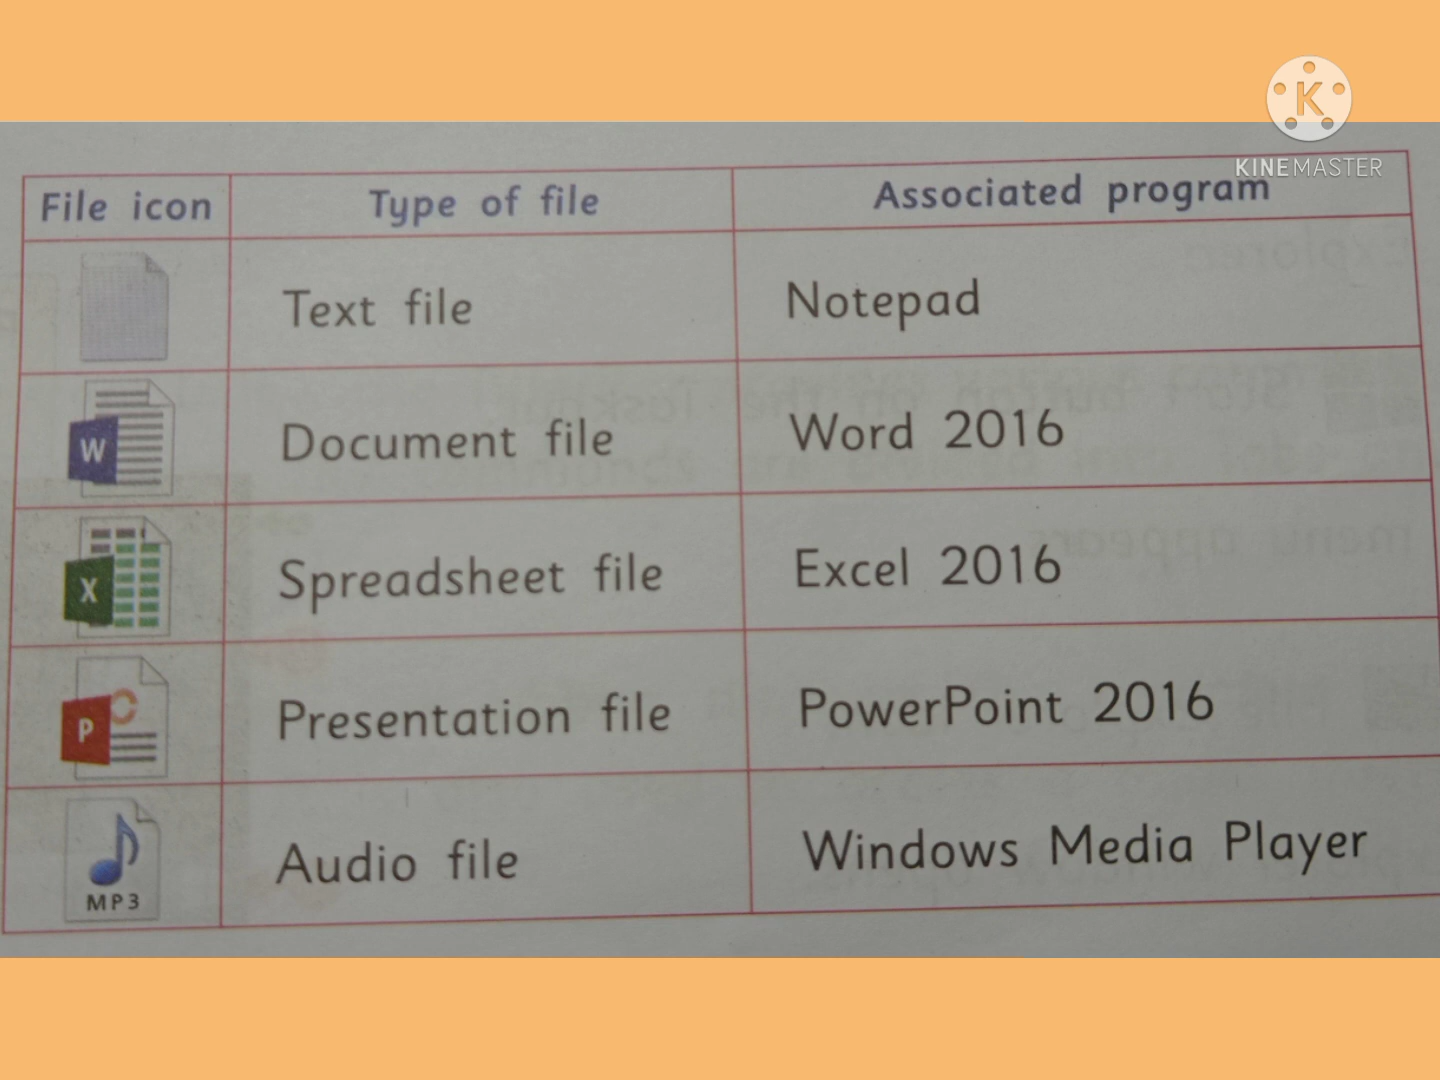 K
KINEMASTER
File icon Type of file Associated program
Text file Notepad
W Document file Word 2016
X Spreadsheet file Excel 2016
P Presentation file PowerPoint 2016
MP3 Audio file Windows Media Player